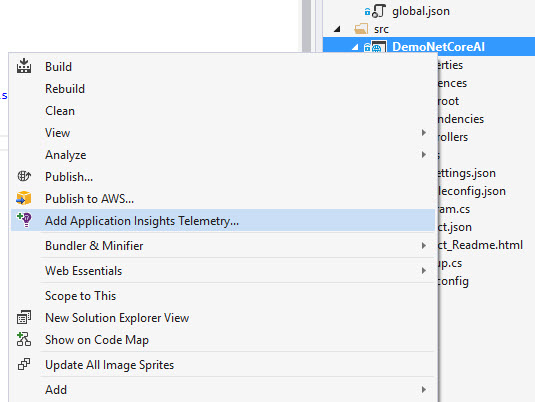 global.json
src
DemoNetCoreAI
Build
Rebuild
Clean
View
Analyze
Publish...
Publish to AWS...
Add Application Insights Telemetry...
Bundler & Minifier
Web Essentials
Scope to This
New Solution Explorer View
Show on Code Map
Update All Image Sprites
Add
.s
erties
ences
root
ndencies
rollers
s
ettings.json
leconfig.json
ram.cs
ct.json
ct_Readme.html
up.cs
config